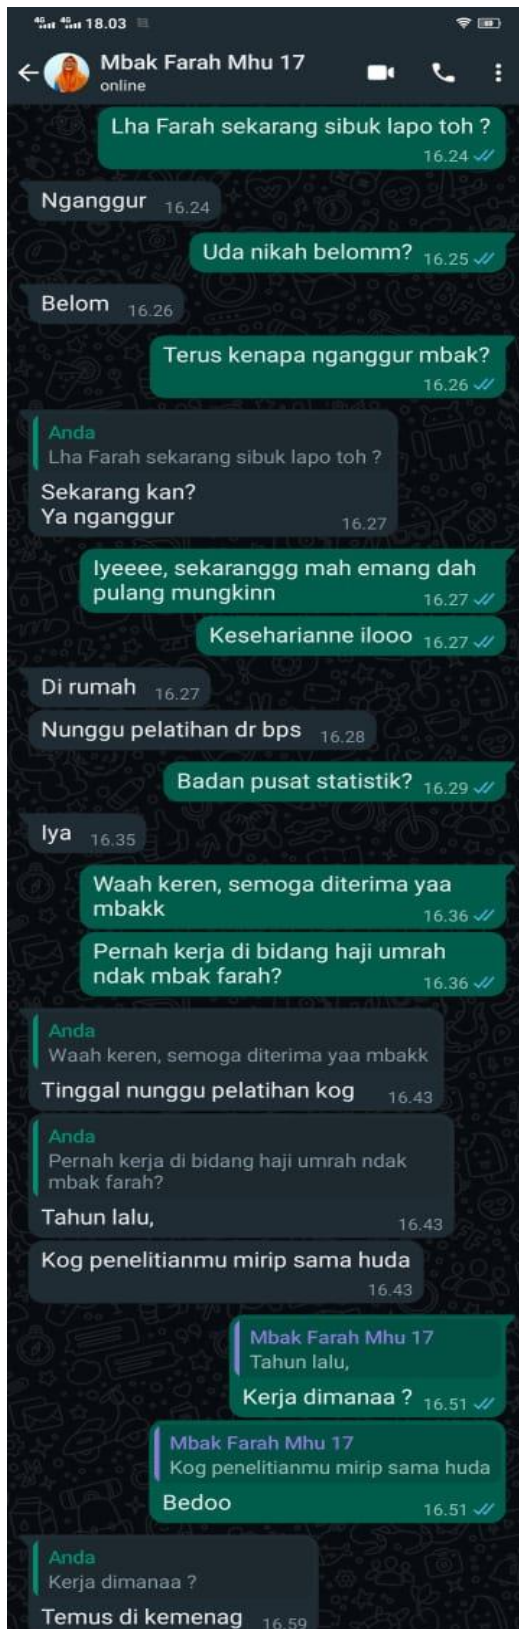 18.03
Mbak Farah Mhu 17
online
Lha Farah sekarang sibuk lapo toh ?
16.24
Nganggur 16.24
Uda nikah belomm? 16.25
Belom 16.26
Terus kenapa nganggur mbak?
16.26
Anda
Lha Farah sekarang sibuk lapo toh ?
Sekarang kan?
Ya nganggur 16.27
Iyeeee, sekaranggg mah emang dah
pulang mungkinn 16.27
Keseharianne ilooo 16.27
Di rumah 16.27
Nunggu pelatihan dr bps 16.28
Badan pusat statistik? 16.29
Iya 16.35
Waah keren, semoga diterima yaa
mbakk 16.36
Pernah kerja di bidang haji umrah
ndak mbak farah? 16.36
Anda
Waah keren, semoga diterima yaa mbakk
Tinggal nunggu pelatihan kog 16.43
Anda
Pernah kerja di bidang haji umrah ndak
mbak farah?
Tahun lalu, 16.43
Kog penelitianmu mirip sama huda
16.43
Mbak Farah Mhu 17
Tahun lalu,
Kerja dimanaa ? 16.51
Mbak Farah Mhu 17
Kog penelitianmu mirip sama huda
Bedoo 16.51
Anda
Kerja dimanaa ?
Temus di kemenag 16.59